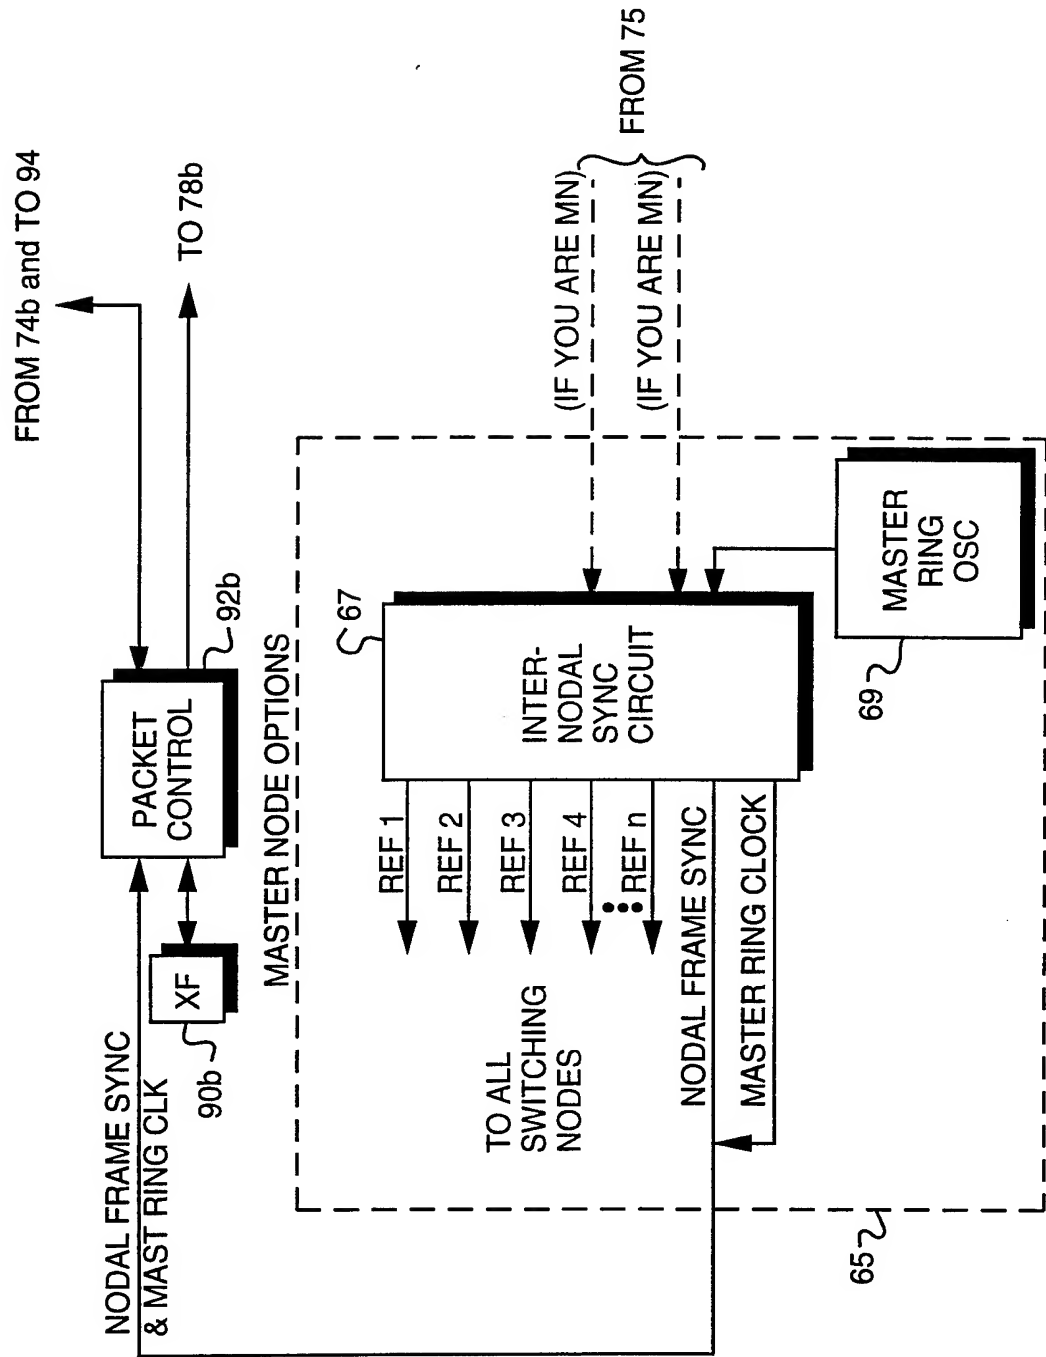 FROM 74b and TO 94
TO 78b
NODAL FRAME SYNC
& MAST RING CLK
PACKET
CONTROL
92b
XF
90b
MASTER NODE OPTIONS
67
INTER-
NODAL
SYNC
CIRCUIT
REF 1
REF 2
REF 3
REF 4
REF n
TO ALL
SWITCHING
NODES
NODAL FRAME SYNC
MASTER RING CLOCK
(IF YOU ARE MN)
(IF YOU ARE MN)
FROM 75
MASTER
RING
OSC
69
65